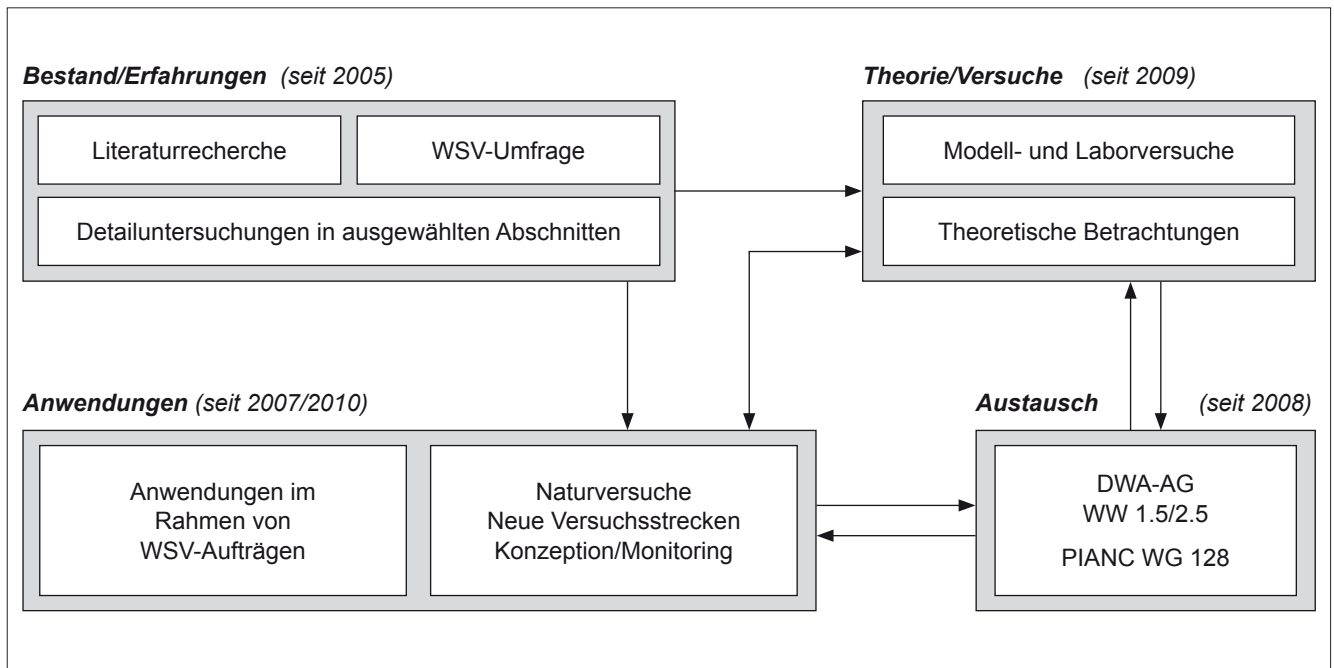 Bestand/Erfahrungen (seit 2005)
Literaturrecherche
WSV-Umfrage
Detailuntersuchungen in ausgewählten Abschnitten
Theorie/Versuche (seit 2009)
Modell- und Laborversuche
Theoretische Betrachtungen
Anwendungen (seit 2007/2010)
Anwendungen im
Rahmen von
WSV-Aufträgen
Naturversuche
Neue Versuchsstrecken
Konzeption/Monitoring
Austausch (seit 2008)
DWA-AG
WW 1.5/2.5
PIANC WG 128